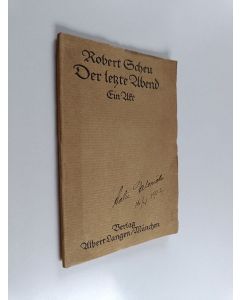 Robert Scheu
Der letzte Abend
Ein Akt
Verlag
Albert Langen/München